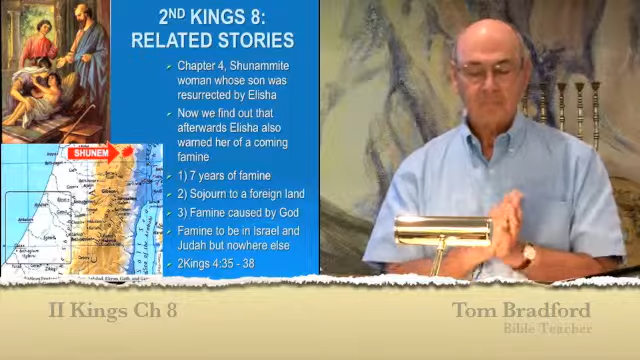 2ND KINGS 8:
RELATED STORIES
Chapter 4, Shunammite
woman whose son was
resurrected by Elisha
Now we find out that
afterwards Elisha also
warned her of a coming
famine
1) 7 years of famine
2) Sojourn to a foreign land
3) Famine caused by God
Famine to be in Israel and
Judah but nowhere else
2Kings 4:35 - 38
SHUNEM
II Kings Ch 8
Tom Bradford
Bible Teacher